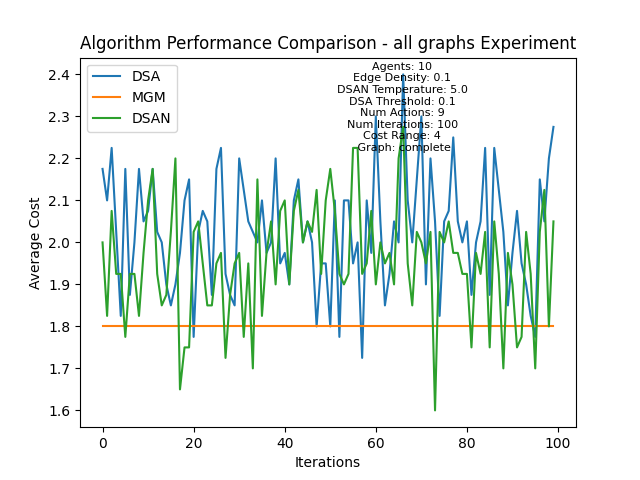 Algorithm Performance Comparison - all graphs Experiment
DSA
MGM
DSAN
Agents: 10
Edge Density: 0.1
DSAN Temperature: 5.0
DSA Threshold: 0.1
Num Actions: 9
Num Iterations: 100
Cost Range: 4
Graph: complete
Average Cost
2.4
2.3
2.2
2.1
2.0
1.9
1.8
1.7
1.6
0 20 40 60 80 100
Iterations